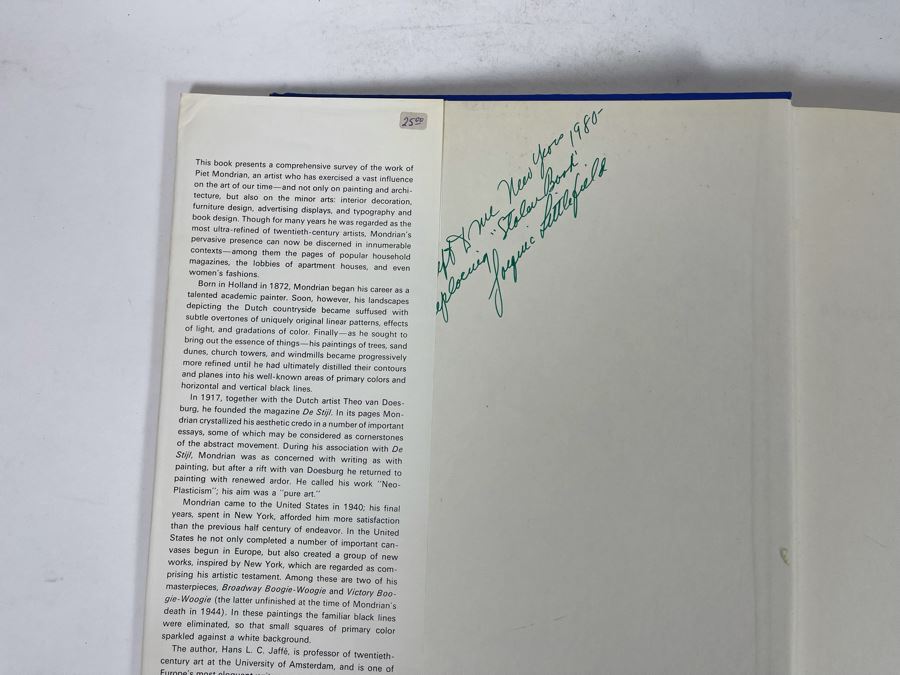 25⁰⁰
This book presents a comprehensive survey of the work of
Piet Mondrian, an artist who has exercised a vast influence
on the art of our time—and not only on painting and archi-
tecture, but also on the minor arts: interior decoration,
furniture design, advertising displays, and typography and
book design. Though for many years he was regarded as the
most ultra-refined of twentieth-century artists, Mondrian's
pervasive presence can now be discerned in innumerable
contexts—among them the pages of popular household
magazines, the lobbies of apartment houses, and even
women's fashions.
Born in Holland in 1872, Mondrian began his career as a
talented academic painter. Soon, however, his landscapes
depicting the Dutch countryside became suffused with
subtle overtones of uniquely original linear patterns, effects
of light, and gradations of color. Finally—as he sought to
bring out the essence of things—his paintings of trees, sand
dunes, church towers, and windmills became progressively
more refined until he had ultimately distilled their contours
and planes into his well-known areas of primary colors and
horizontal and vertical black lines.
In 1917, together with the Dutch artist Theo van Does-
burg, he founded the magazine De Stijl. In its pages Mon-
drian crystallized his aesthetic credo in a number of important
essays, some of which may be considered as cornerstones
of the abstract movement. During his association with De
Stijl, Mondrian was as concerned with writing as with
painting, but after a rift with van Doesburg he returned to
painting with renewed ardor. He called his work "Neo-
Plasticism"; his aim was a "pure art."
Mondrian came to the United States in 1940; his final
years, spent in New York, afforded him more satisfaction
than the previous half century of endeavor. In the United
States he not only completed a number of important can-
vases begun in Europe, but also created a group of new
works, inspired by New York, which are regarded as com-
prising his artistic testament. Among these are two of his
masterpieces, Broadway Boogie-Woogie and Victory Boo-
gie-Woogie (the latter unfinished at the time of Mondrian's
death in 1944). In these paintings the familiar black lines
were eliminated, so that small squares of primary color
sparkled against a white background.
The author, Hans L. C. Jaffé, is professor of twentieth-
century art at the University of Amsterdam, and is one of
Europe's most eloquent
me New Years 1980-
"Stolen Book"
Littlefield